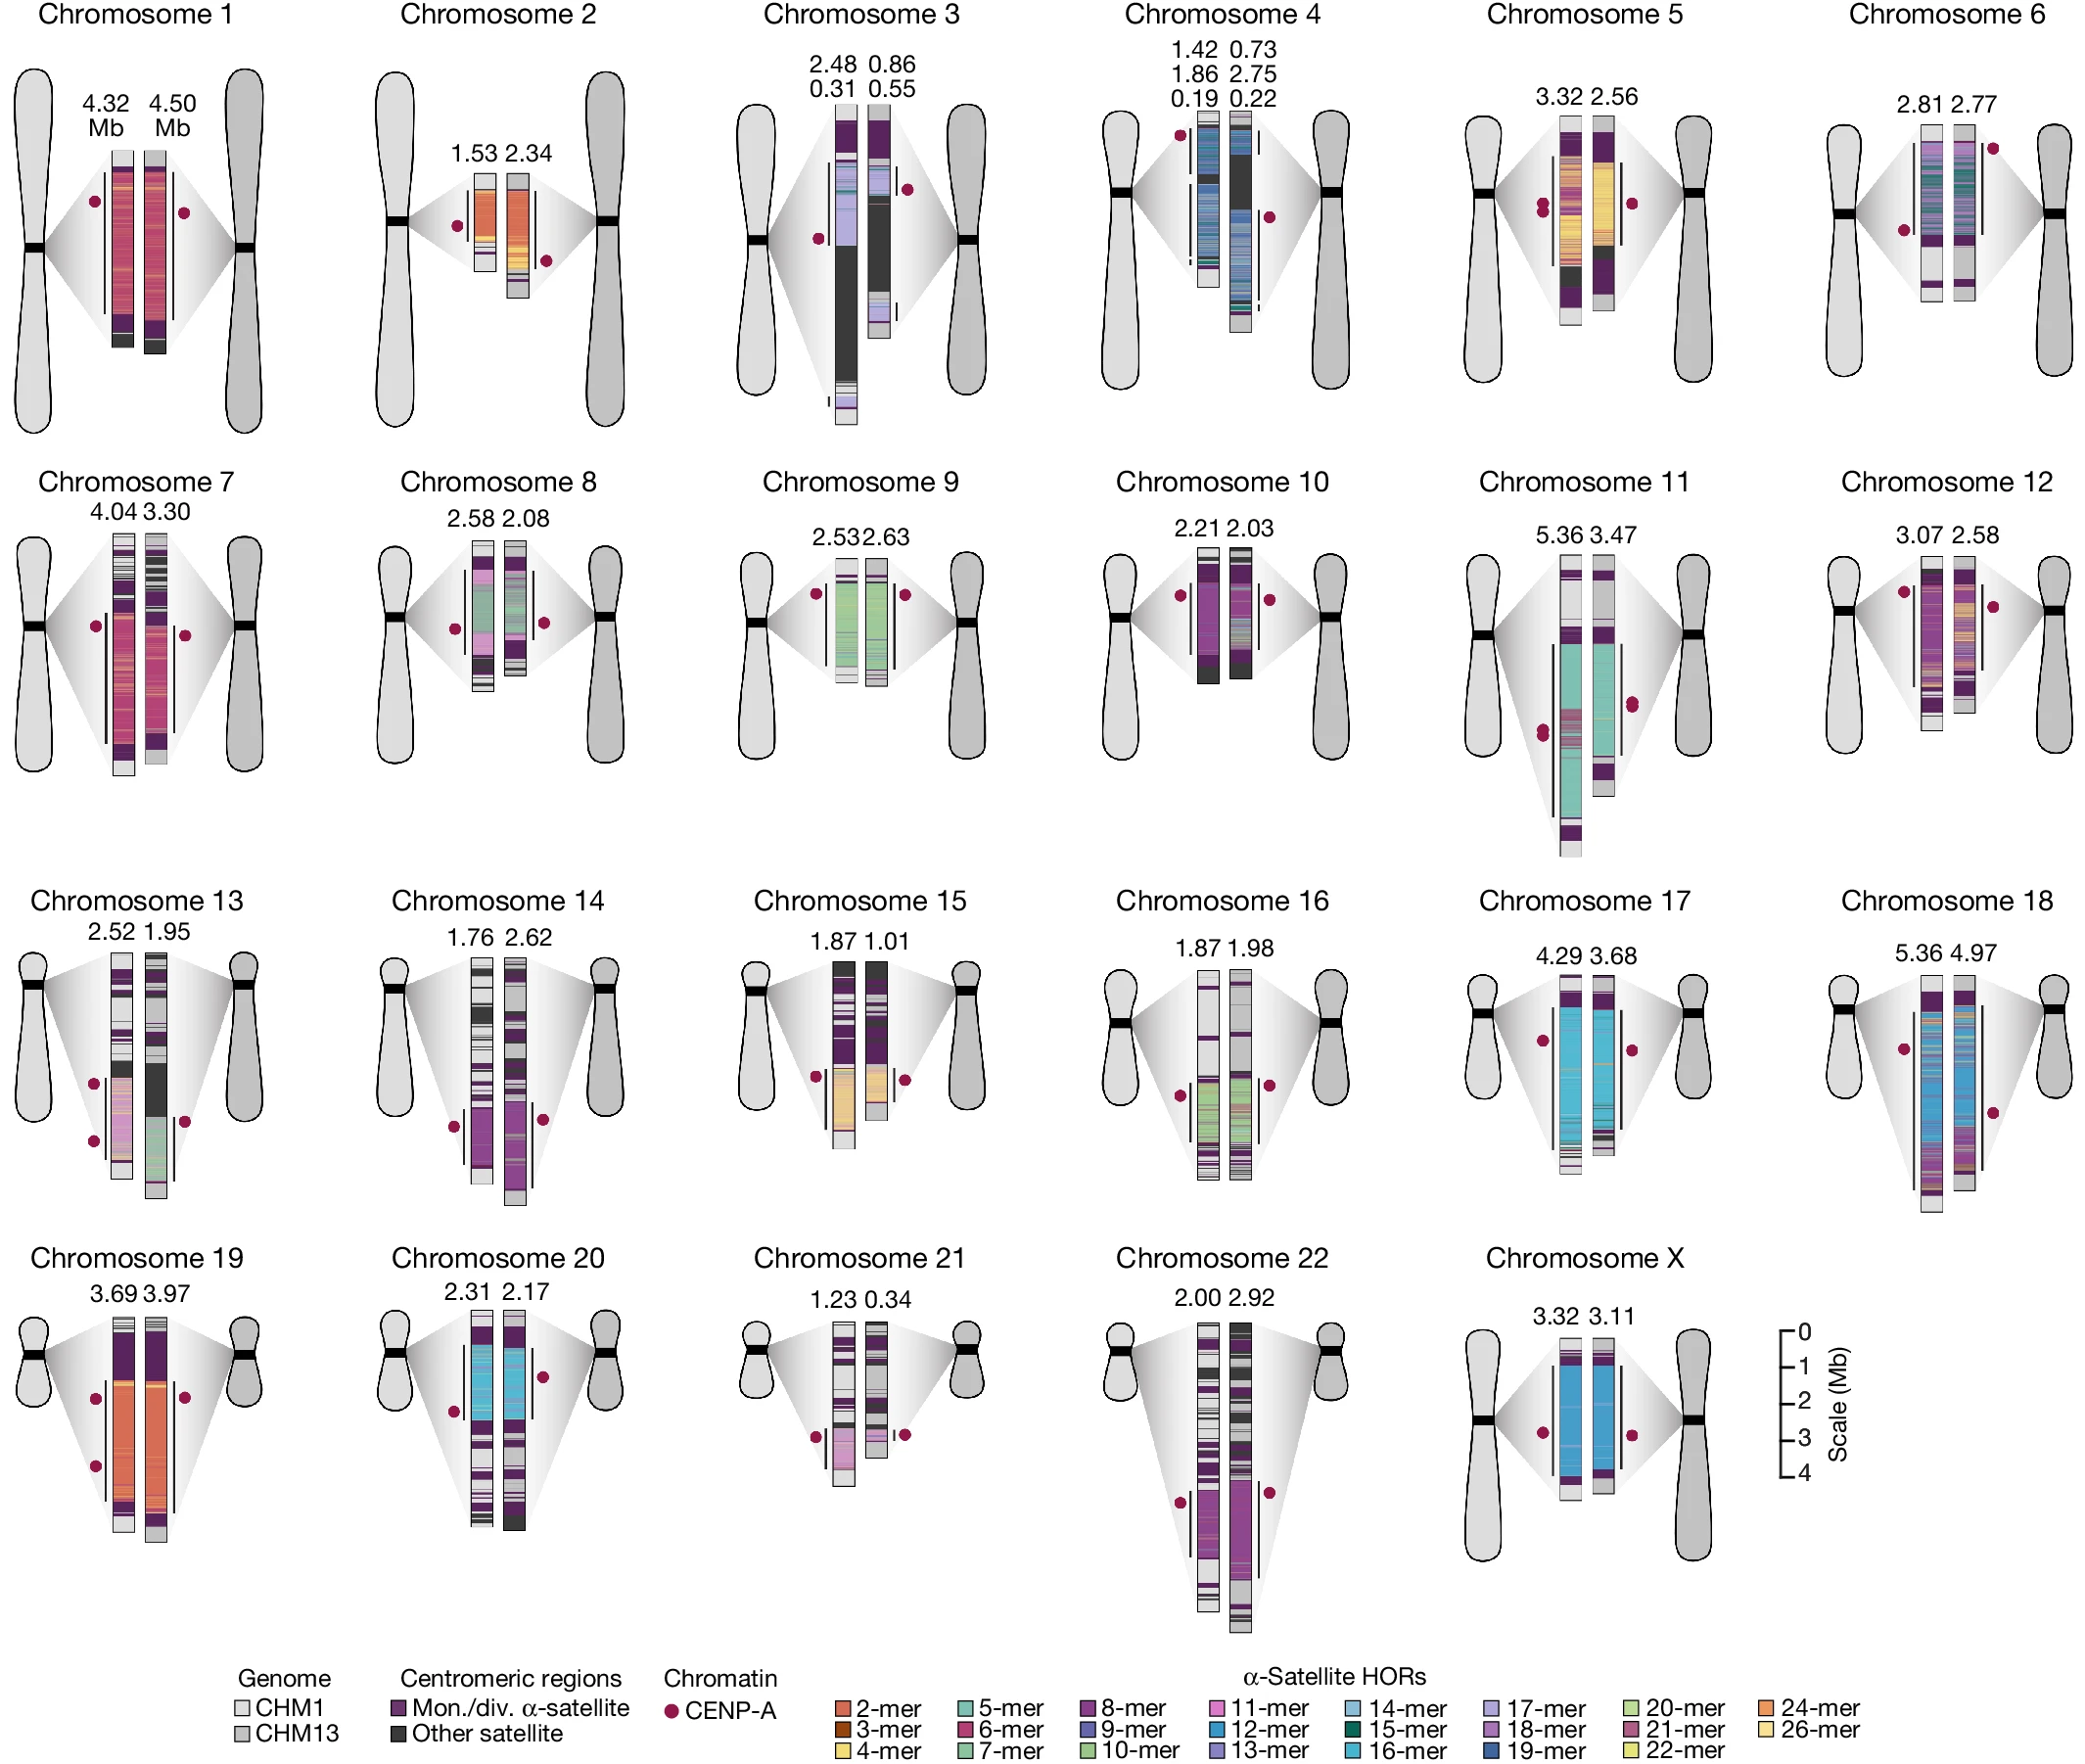 Chromosome 1
Chromosome 2
Chromosome 3
Chromosome 4
Chromosome 5
Chromosome 6
4.32 4.50
Mb Mb
1.53 2.34
2.48 0.86
0.31 0.55
1.42 0.73
1.86 2.75
0.19 0.22
3.32 2.56
2.81 2.77
Chromosome 7
Chromosome 8
Chromosome 9
Chromosome 10
Chromosome 11
Chromosome 12
4.04 3.30
2.58 2.08
2.53 2.63
2.21 2.03
5.36 3.47
3.07 2.58
Chromosome 13
Chromosome 14
Chromosome 15
Chromosome 16
Chromosome 17
Chromosome 18
2.52 1.95
1.76 2.62
1.87 1.01
1.87 1.98
4.29 3.68
5.36 4.97
Chromosome 19
Chromosome 20
Chromosome 21
Chromosome 22
Chromosome X
3.69 3.97
2.31 2.17
1.23 0.34
2.00 2.92
3.32 3.11
0
1
2
3
4
Scale (Mb)
Genome
CHM1
CHM13
Centromeric regions
Mon./div. α-satellite
Other satellite
Chromatin
CENP-A
α-Satellite HORs
2-mer 5-mer 8-mer 11-mer 14-mer 17-mer 20-mer 24-mer
3-mer 6-mer 9-mer 12-mer 15-mer 18-mer 21-mer 26-mer
4-mer 7-mer 10-mer 13-mer 16-mer 19-mer 22-mer